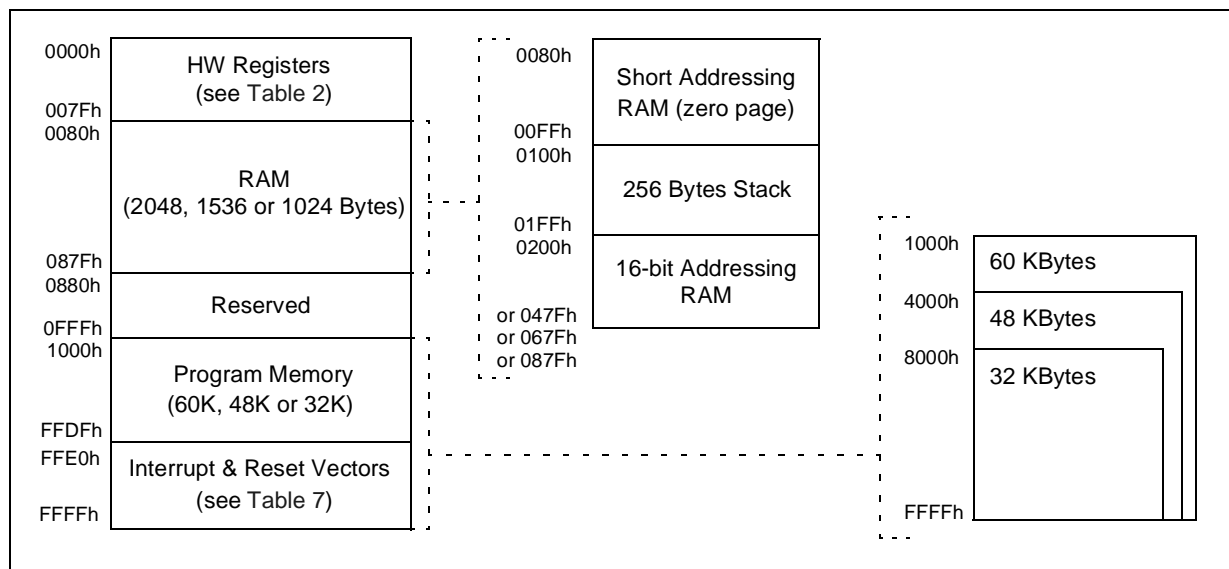 0000h
HW Registers
(see Table 2)
007Fh
0080h
RAM
(2048, 1536 or 1024 Bytes)
087Fh
0880h
Reserved
0FFFh
1000h
Program Memory
(60K, 48K or 32K)
FFDFh
FFE0h
Interrupt & Reset Vectors
(see Table 7)
FFFFh
0080h
Short Addressing
RAM (zero page)
00FFh
0100h
256 Bytes Stack
01FFh
0200h
16-bit Addressing
RAM
or 047Fh
or 067Fh
or 087Fh
1000h
60 KBytes
4000h
48 KBytes
8000h
32 KBytes
FFFFh